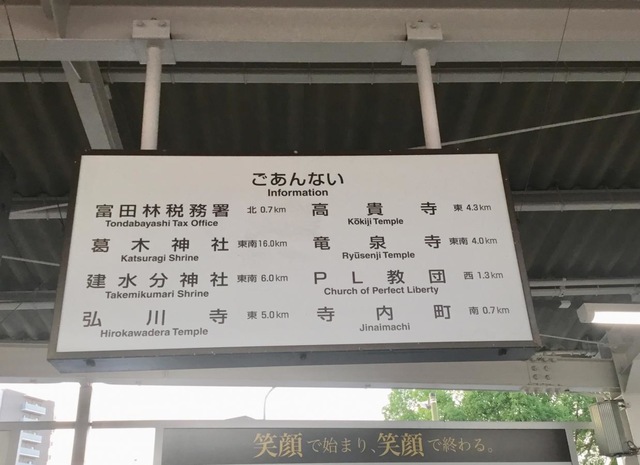 ごあんない
Information
富田林税務署 北 0.7km
Tondabayashi Tax Office
葛木神社 東南16.0km
Katsuragi Shrine
建水分神社 東南 6.0km
Takemikumari Shrine
弘川寺 東 5.0km
Hirokawadera Temple
高貴寺 東 4.3km
Kōkiji Temple
竜泉寺 東南 4.0km
Ryūsenji Temple
PL教団 西 1.3km
Church of Perfect Liberty
寺内町 南 0.7km
Jinaimachi
笑顔で始まり、笑顔で終わる。